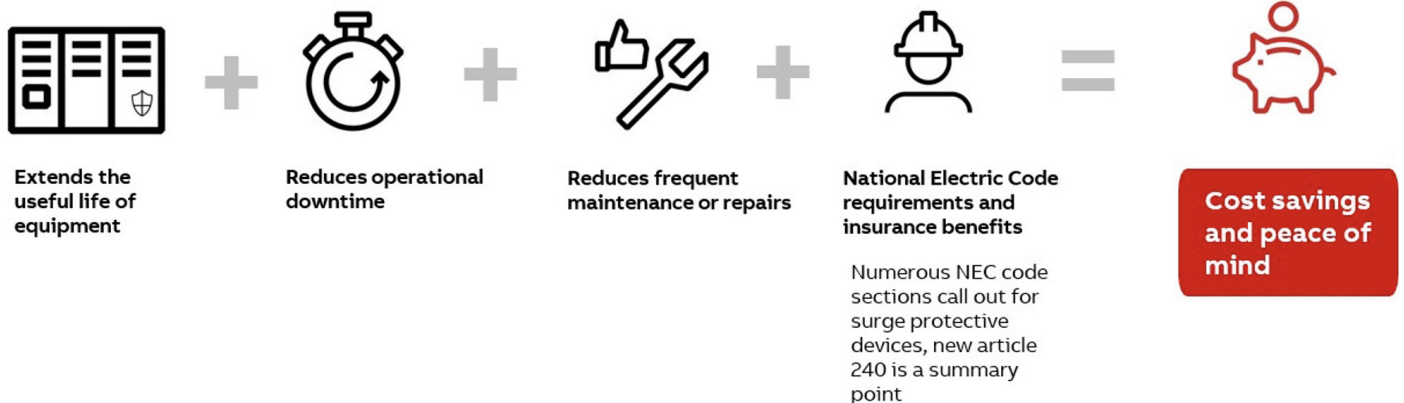 Extends the
useful life of
equipment
Reduces operational
downtime
Reduces frequent
maintenance or repairs
National Electric Code
requirements and
insurance benefits
Numerous NEC code
sections call out for
surge protective
devices, new article
240 is a summary
point
Cost savings
and peace of
mind